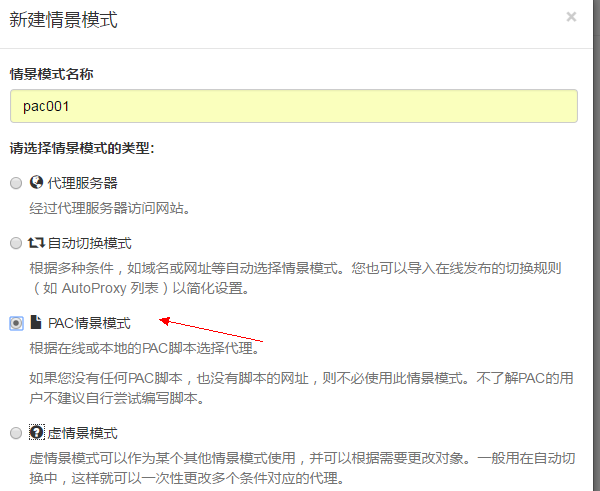 新建情景模式
×
情景模式名称
pac001
请选择情景模式的类型：
代理服务器
经过代理服务器访问网站。
自动切换模式
根据多种条件，如域名或网址等自动选择情景模式。您也可以导入在线发布的切换规则
（如 AutoProxy 列表）以简化设置。
PAC情景模式
根据在线或本地的PAC脚本选择代理。
如果您没有任何PAC脚本，也没有脚本的网址，则不必使用此情景模式。不了解PAC的用
户不建议自行尝试编写脚本。
虚情景模式
虚情景模式可以作为某个其他情景模式使用，并可以根据需要更改对象。一般用在自动切
换中，这样就可以一次性更改多个条件对应的代理。